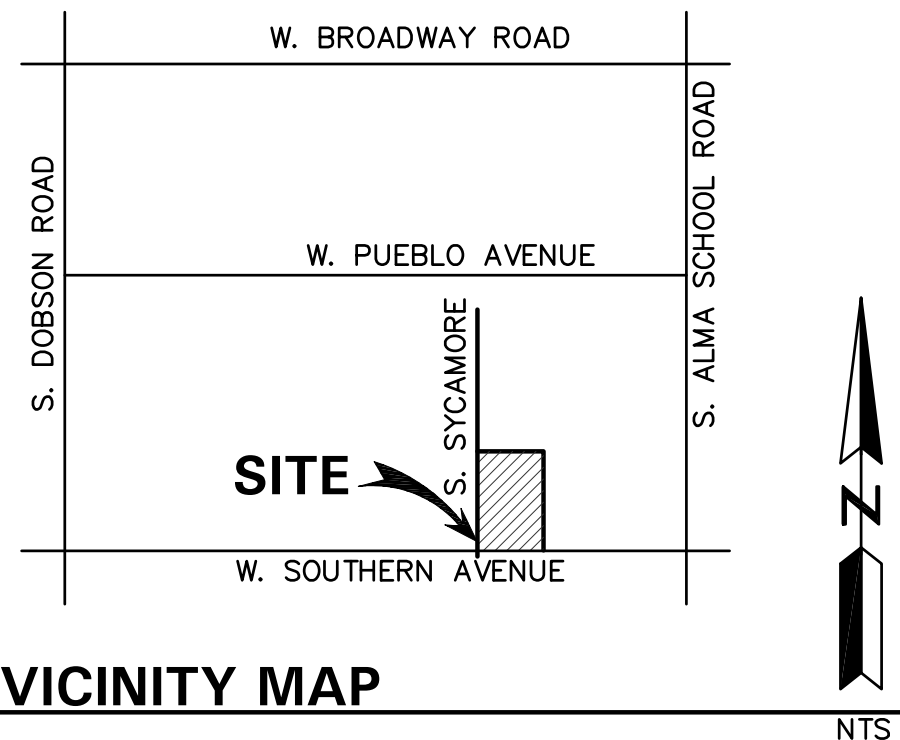 W. BROADWAY ROAD
S. DOBSON ROAD
S. ALMA SCHOOL ROAD
W. PUEBLO AVENUE
S. SYCAMORE
SITE
W. SOUTHERN AVENUE
N
VICINITY MAP
NTS